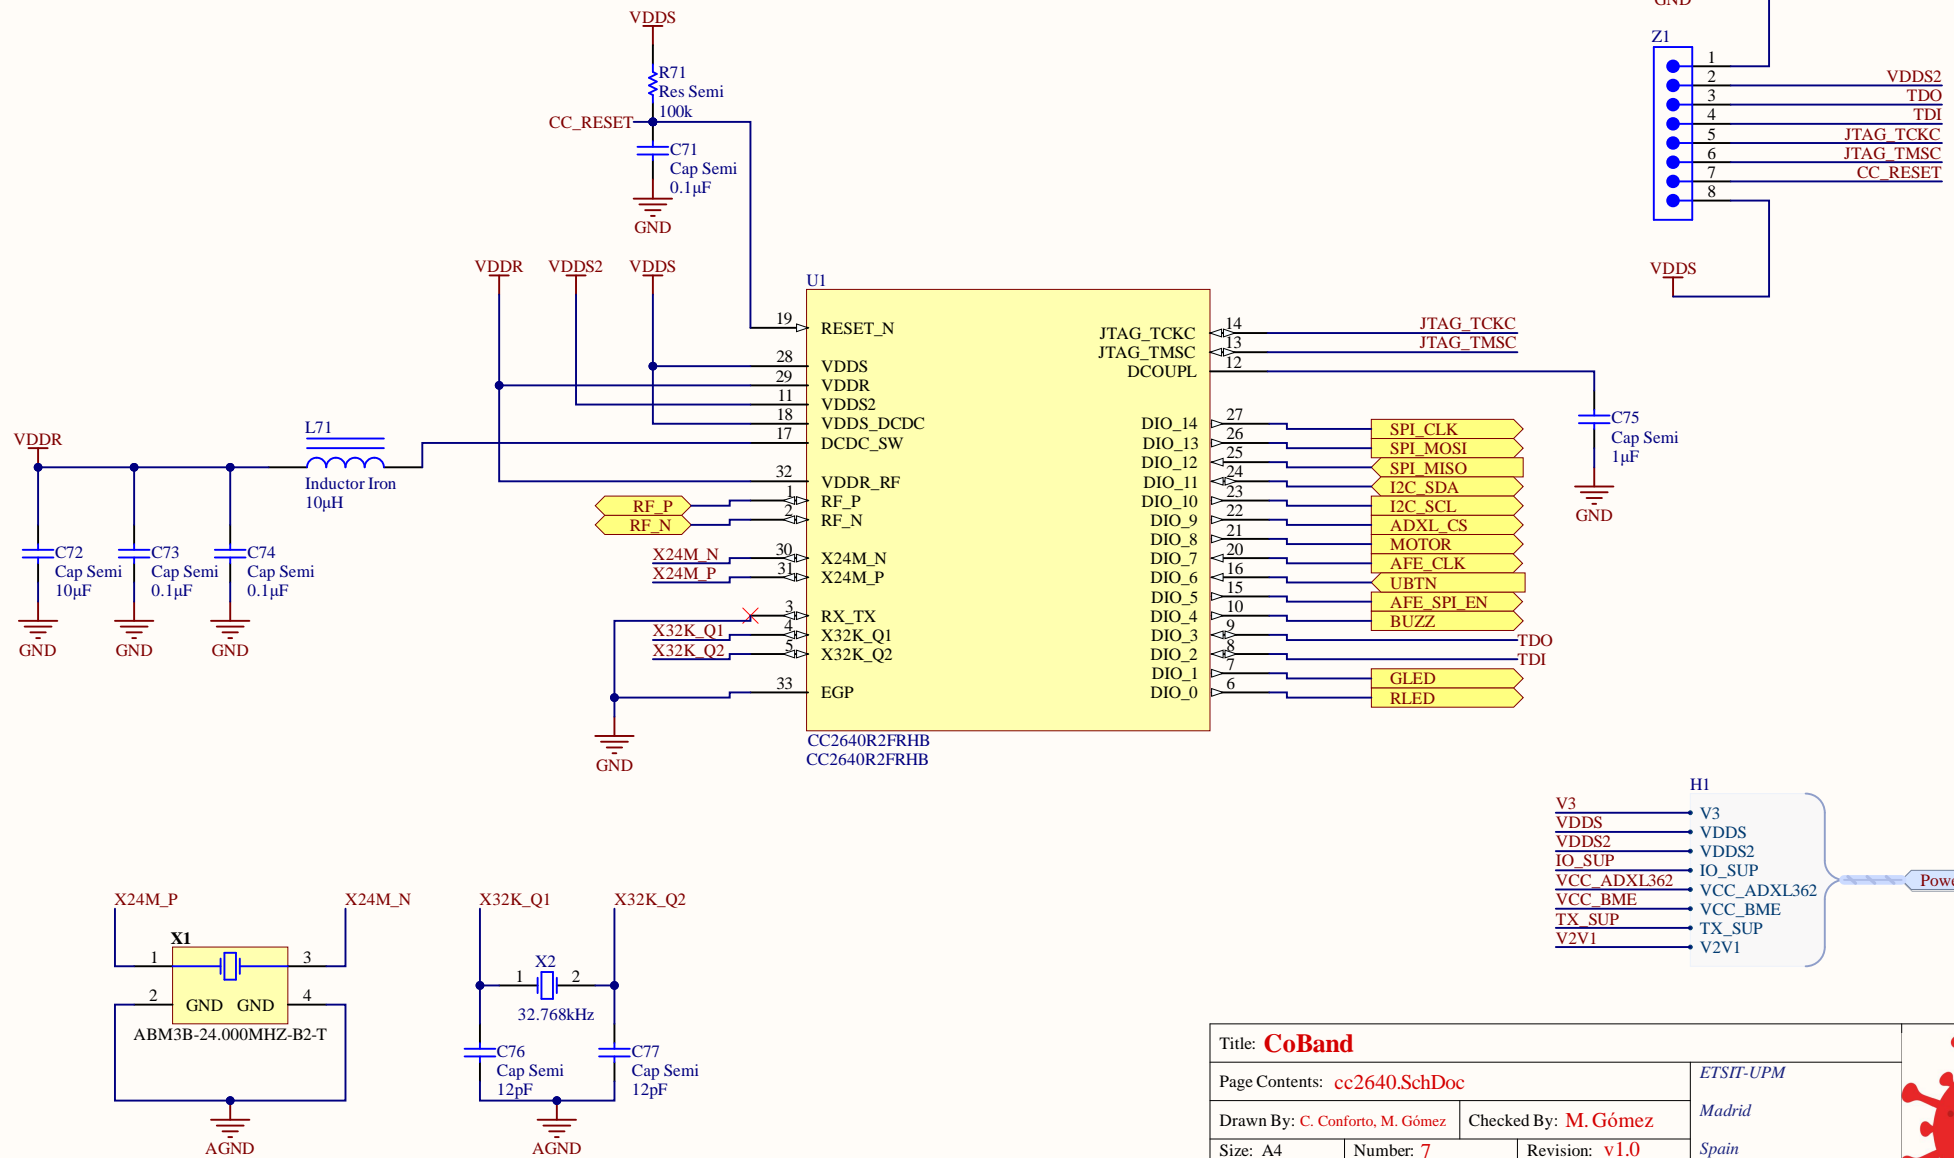 VDDS
R71
Res Semi
100k
CC_RESET
C71
Cap Semi
0.1µF
GND
GND
Z1
1
2
3
4
5
6
7
8
VDDS2
TDO
TDI
JTAG_TCKC
JTAG_TMSC
CC_RESET
VDDS
VDDR
VDDS2
VDDS
U1
19 RESET_N
28 VDDS
29 VDDR
11 VDDS2
18 VDDS_DCDC
17 DCDC_SW
32 VDDR_RF
RF_P 1 RF_P
RF_N 2 RF_N
X24M_N 30 X24M_N
X24M_P 31 X24M_P
3 RX_TX
X32K_Q1 4 X32K_Q1
X32K_Q2 5 X32K_Q2
33 EGP
GND
JTAG_TCKC 14 JTAG_TCKC
JTAG_TMSC 13 JTAG_TMSC
DCOUPL 12
DIO_14 27 SPI_CLK
DIO_13 26 SPI_MOSI
DIO_12 25 SPI_MISO
DIO_11 24 I2C_SDA
DIO_10 23 I2C_SCL
DIO_9 22 ADXL_CS
DIO_8 21 MOTOR
DIO_7 20 AFE_CLK
DIO_6 16 UBTN
DIO_5 15 AFE_SPI_EN
DIO_4 10 BUZZ
DIO_3 9 TDO
DIO_2 8 TDI
DIO_1 7 GLED
DIO_0 6 RLED
CC2640R2FRHB
CC2640R2FRHB
C75
Cap Semi
1µF
GND
VDDR
L71
Inductor Iron
10µH
C72
Cap Semi
10µF
GND
C73
Cap Semi
0.1µF
GND
C74
Cap Semi
0.1µF
GND
H1
V3 V3
VDDS VDDS
VDDS2 VDDS2
IO_SUP IO_SUP
VCC_ADXL362 VCC_ADXL362
VCC_BME VCC_BME
TX_SUP TX_SUP
V2V1 V2V1
Powe
X24M_P
X24M_N
X1
1
3
2
4
GND GND
ABM3B-24.000MHZ-B2-T
AGND
X32K_Q1
X32K_Q2
X2
1
2
32.768kHz
C76
Cap Semi
12pF
C77
Cap Semi
12pF
AGND
Title: CoBand
Page Contents: cc2640.SchDoc
Drawn By: C. Conforto, M. Gómez
Checked By: M. Gómez
Size: A4
Number: 7
Revision: v1.0
ETSIT-UPM
Madrid
Spain